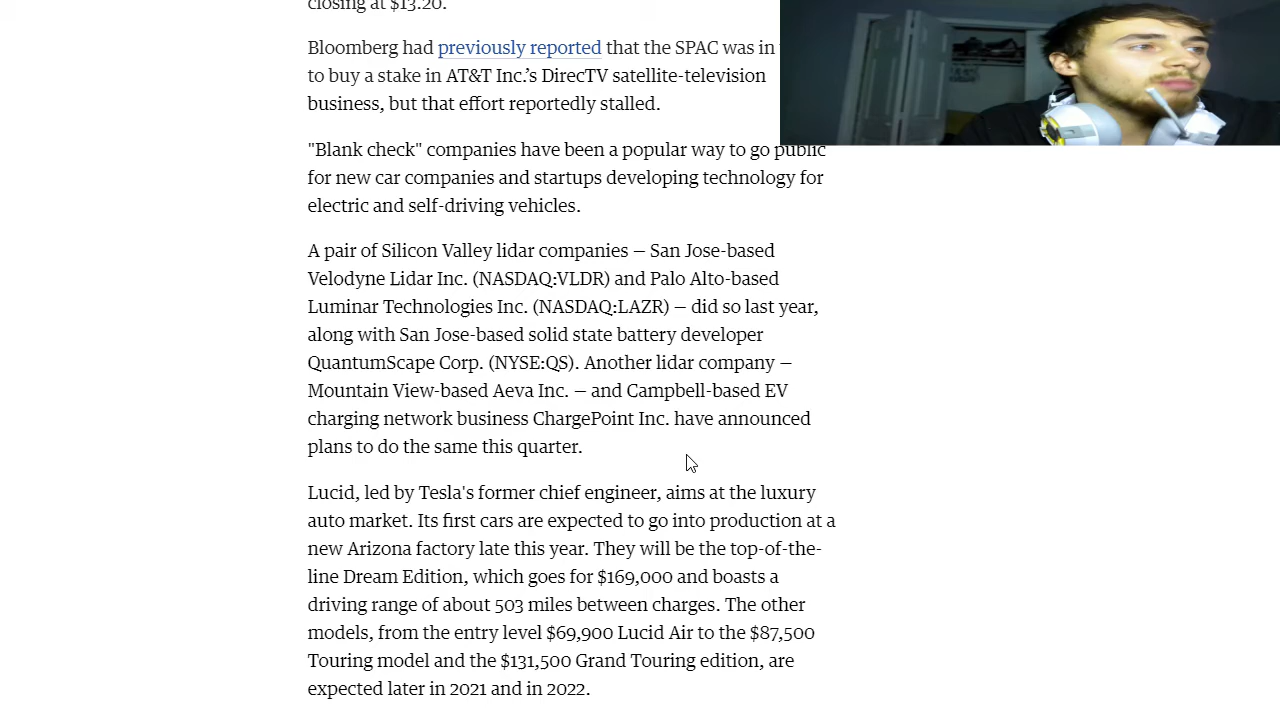 closing at $13.20.
Bloomberg had previously reported that the SPAC was in
to buy a stake in AT&T Inc.’s DirecTV satellite-television
business, but that effort reportedly stalled.
"Blank check" companies have been a popular way to go public
for new car companies and startups developing technology for
electric and self-driving vehicles.
A pair of Silicon Valley lidar companies — San Jose-based
Velodyne Lidar Inc. (NASDAQ:VLDR) and Palo Alto-based
Luminar Technologies Inc. (NASDAQ:LAZR) — did so last year,
along with San Jose-based solid state battery developer
QuantumScape Corp. (NYSE:QS). Another lidar company —
Mountain View-based Aeva Inc. — and Campbell-based EV
charging network business ChargePoint Inc. have announced
plans to do the same this quarter.
Lucid, led by Tesla's former chief engineer, aims at the luxury
auto market. Its first cars are expected to go into production at a
new Arizona factory late this year. They will be the top-of-the-
line Dream Edition, which goes for $169,000 and boasts a
driving range of about 503 miles between charges. The other
models, from the entry level $69,900 Lucid Air to the $87,500
Touring model and the $131,500 Grand Touring edition, are
expected later in 2021 and in 2022.